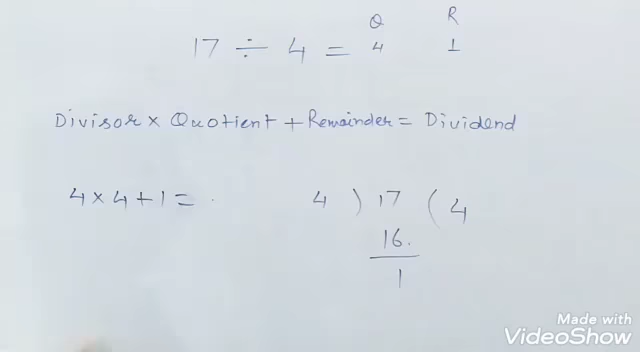 Q R
17 ÷ 4 = 4 1
Divisor × Quotient + Remainder = Dividend
4 × 4 + 1 = .
4 ) 17 ( 4
16.
1
Made with
VideoShow